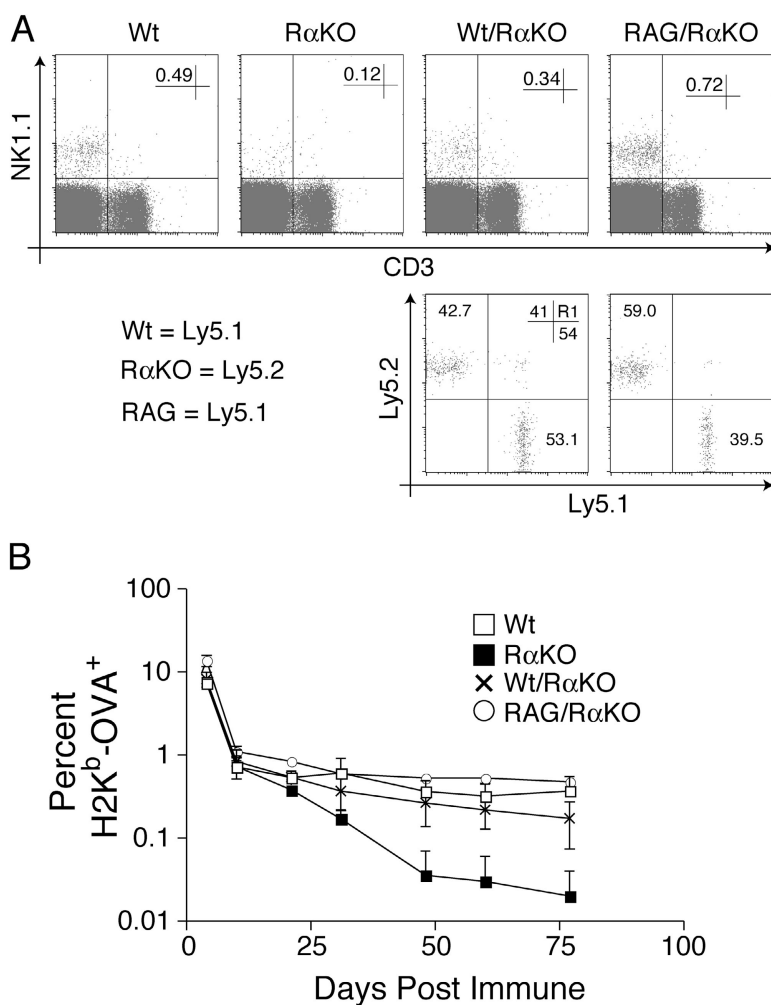 A
Wt RαKO Wt/RαKO RAG/RαKO
0.49 0.12 0.34 0.72
NK1.1
CD3
Wt = Ly5.1
RαKO = Ly5.2
RAG = Ly5.1
42.7 41 R1 59.0
54
53.1 39.5
Ly5.2
Ly5.1
B
100
10
1
0.1
0.01
Percent
H2Kᵇ-OVA⁺
Wt
RαKO
Wt/RαKO
RAG/RαKO
0 25 50 75 100
Days Post Immune